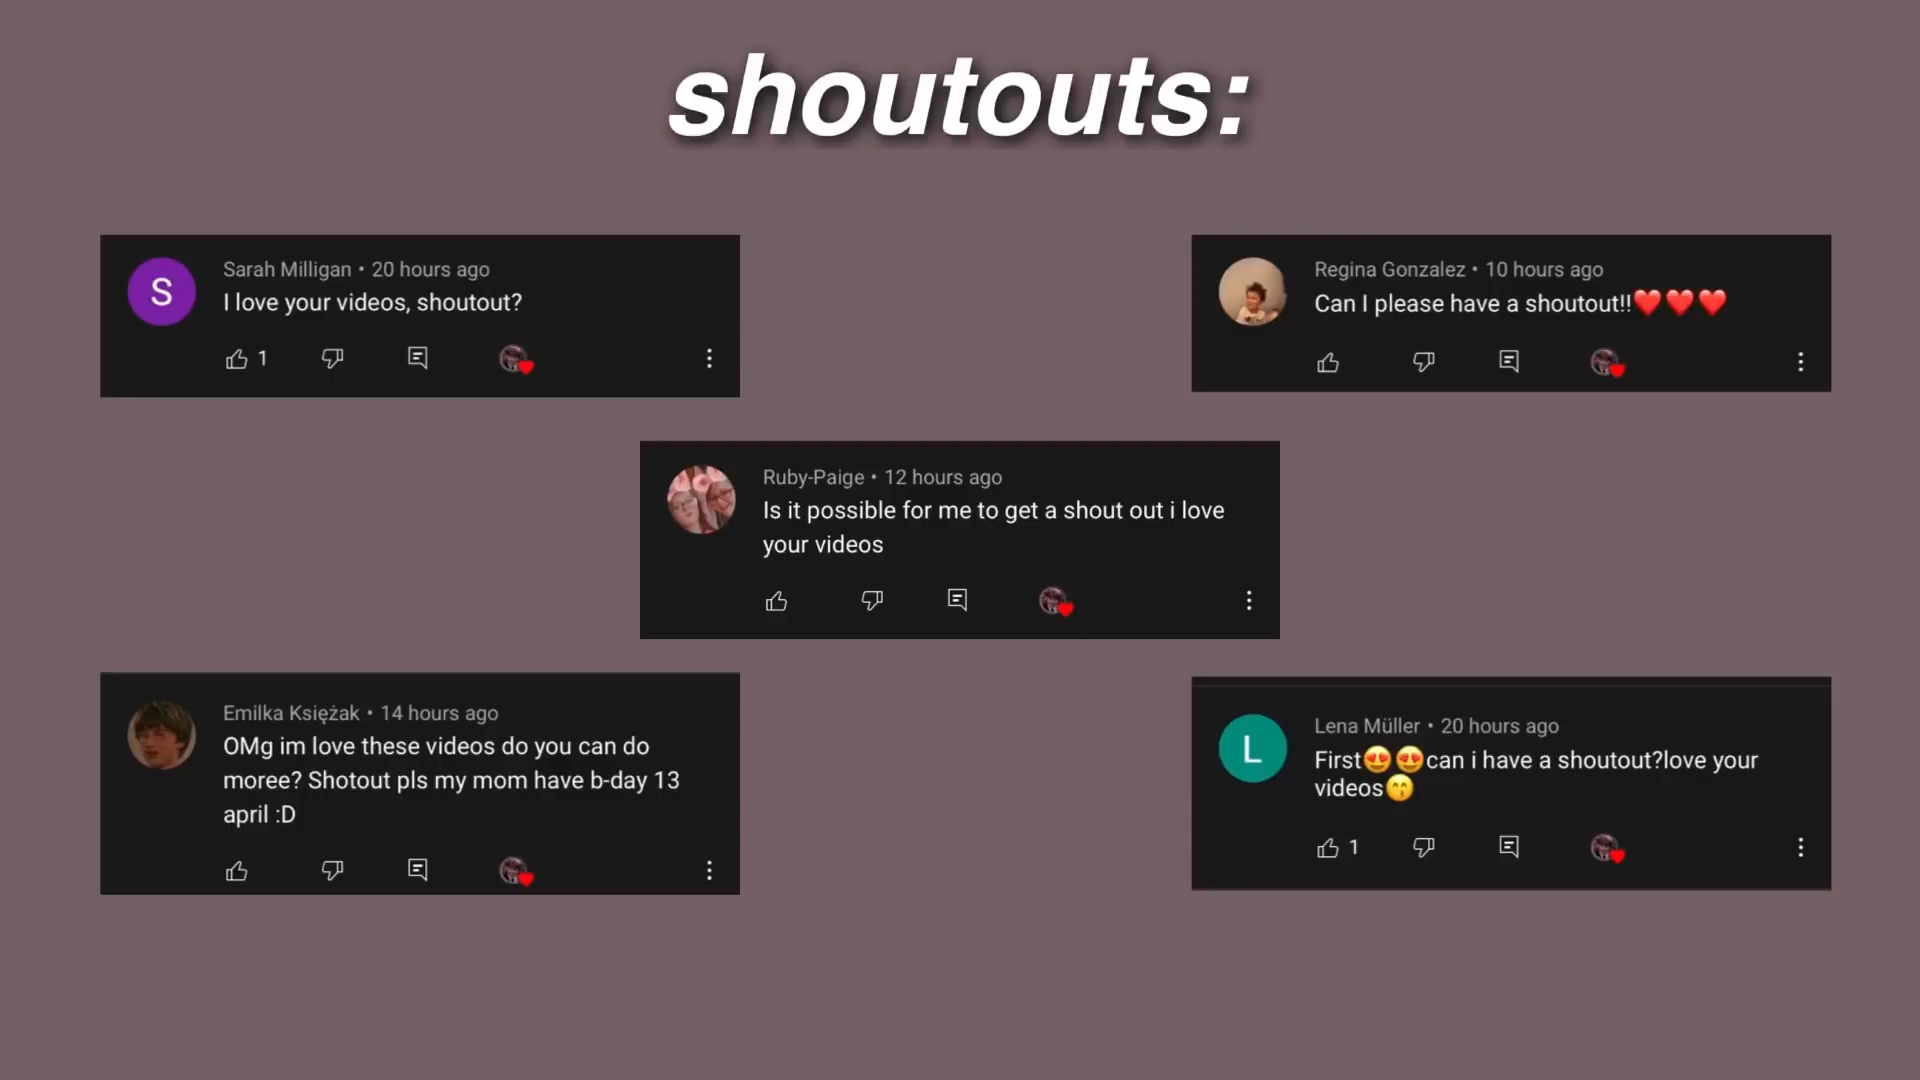 shoutouts:
S
Sarah Milligan • 20 hours ago
I love your videos, shoutout?
1
Regina Gonzalez • 10 hours ago
Can I please have a shoutout!!❤️❤️❤️
Ruby-Paige • 12 hours ago
Is it possible for me to get a shout out i love
your videos
Emilka Księżak • 14 hours ago
OMg im love these videos do you can do
moree? Shotout pls my mom have b-day 13
april :D
L
Lena Müller • 20 hours ago
First😍😍can i have a shoutout?love your
videos😙
1